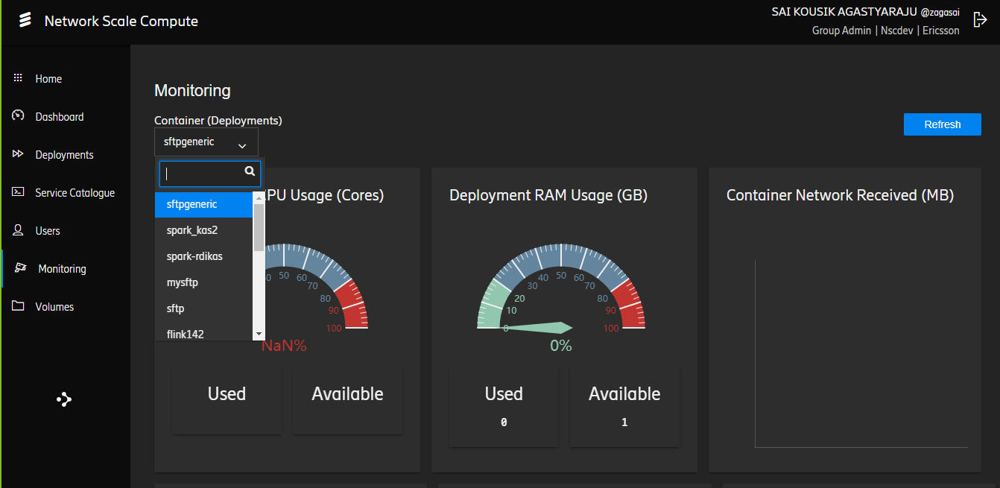 Network Scale Compute
SAI KOUSIK AGASTYARAJU @zagasai
Group Admin | Nscdev | Ericsson
Home
Dashboard
Deployments
Service Catalogue
Users
Monitoring
Volumes
Monitoring
Container (Deployments)
Refresh
sftpgeneric
sftpgeneric
spark_kas2
spark-rdikas
mysftp
sftp
flink142
PU Usage (Cores)
50
60
70
80
90
100
NaN%
Used
Available
Deployment RAM Usage (GB)
0
10
20
30
40
50
60
70
80
90
100
0%
Used
0
Available
1
Container Network Received (MB)